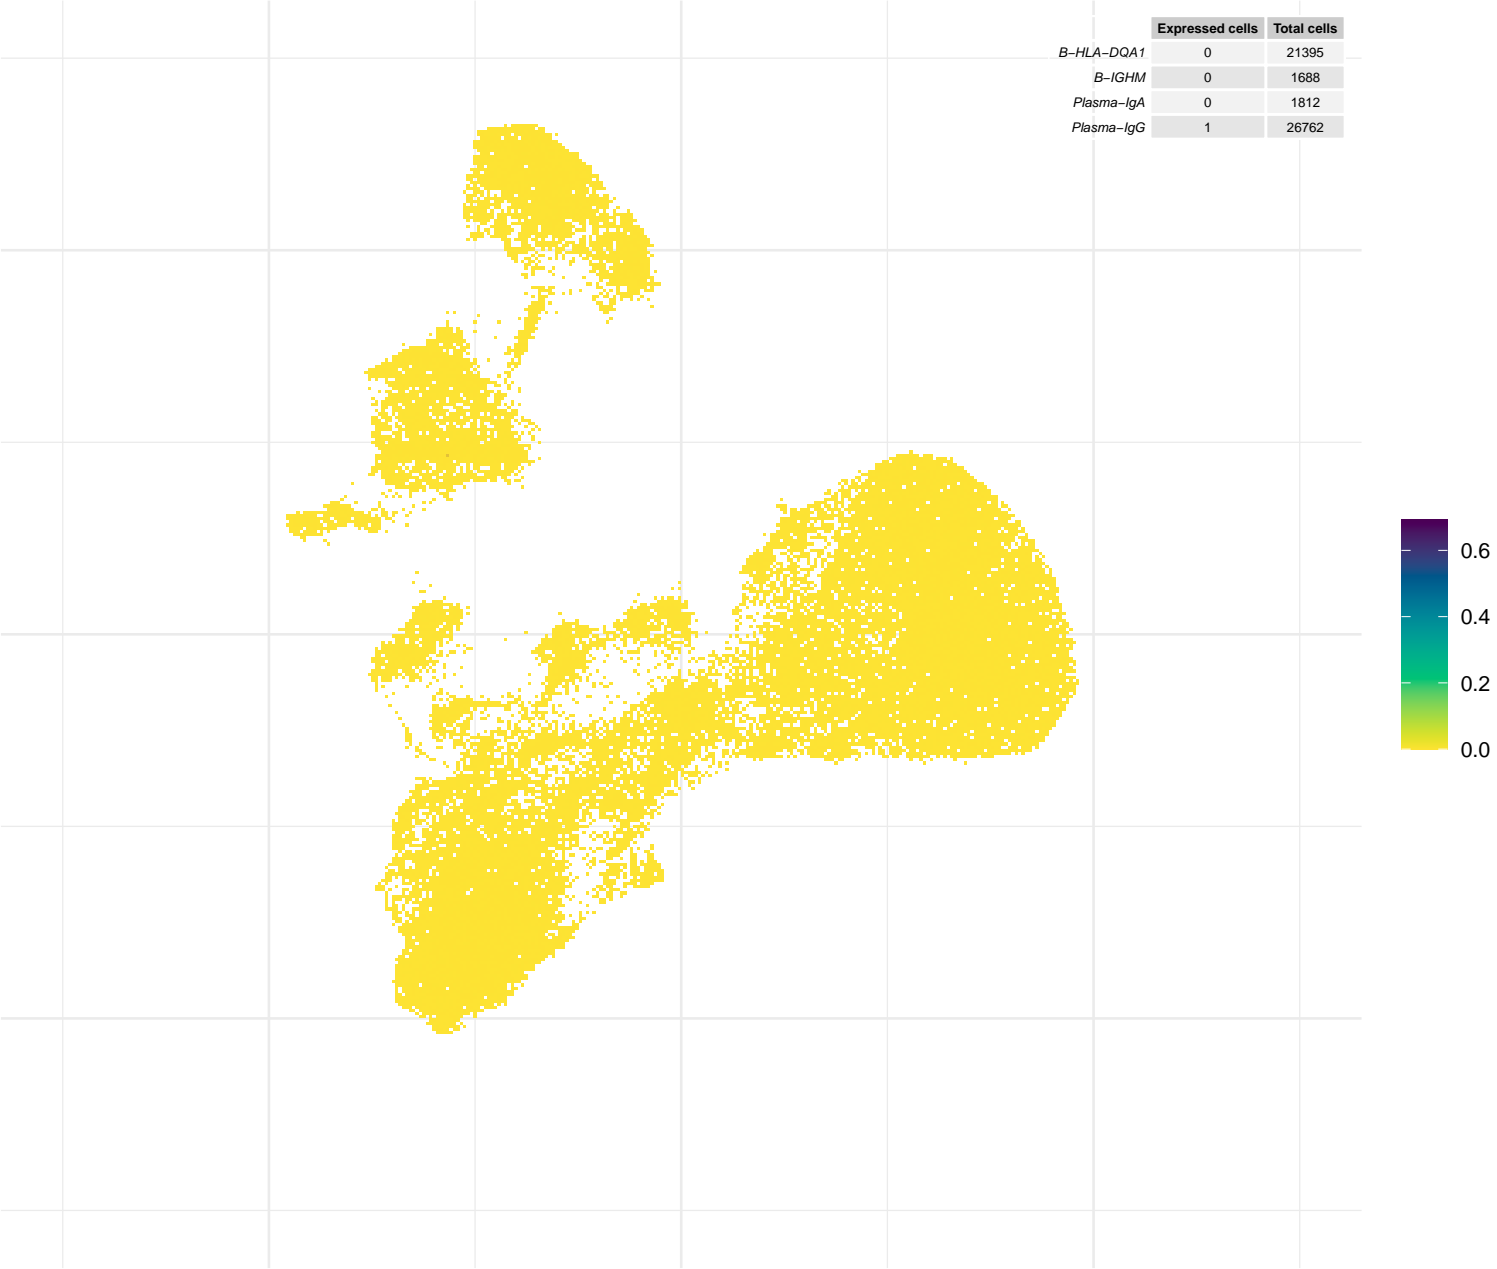 Expressed cells Total cells
B−HLA−DQA1 0 21395
B−IGHM 0 1688
Plasma−IgA 0 1812
Plasma−IgG 1 26762
0.6
0.4
0.2
0.0